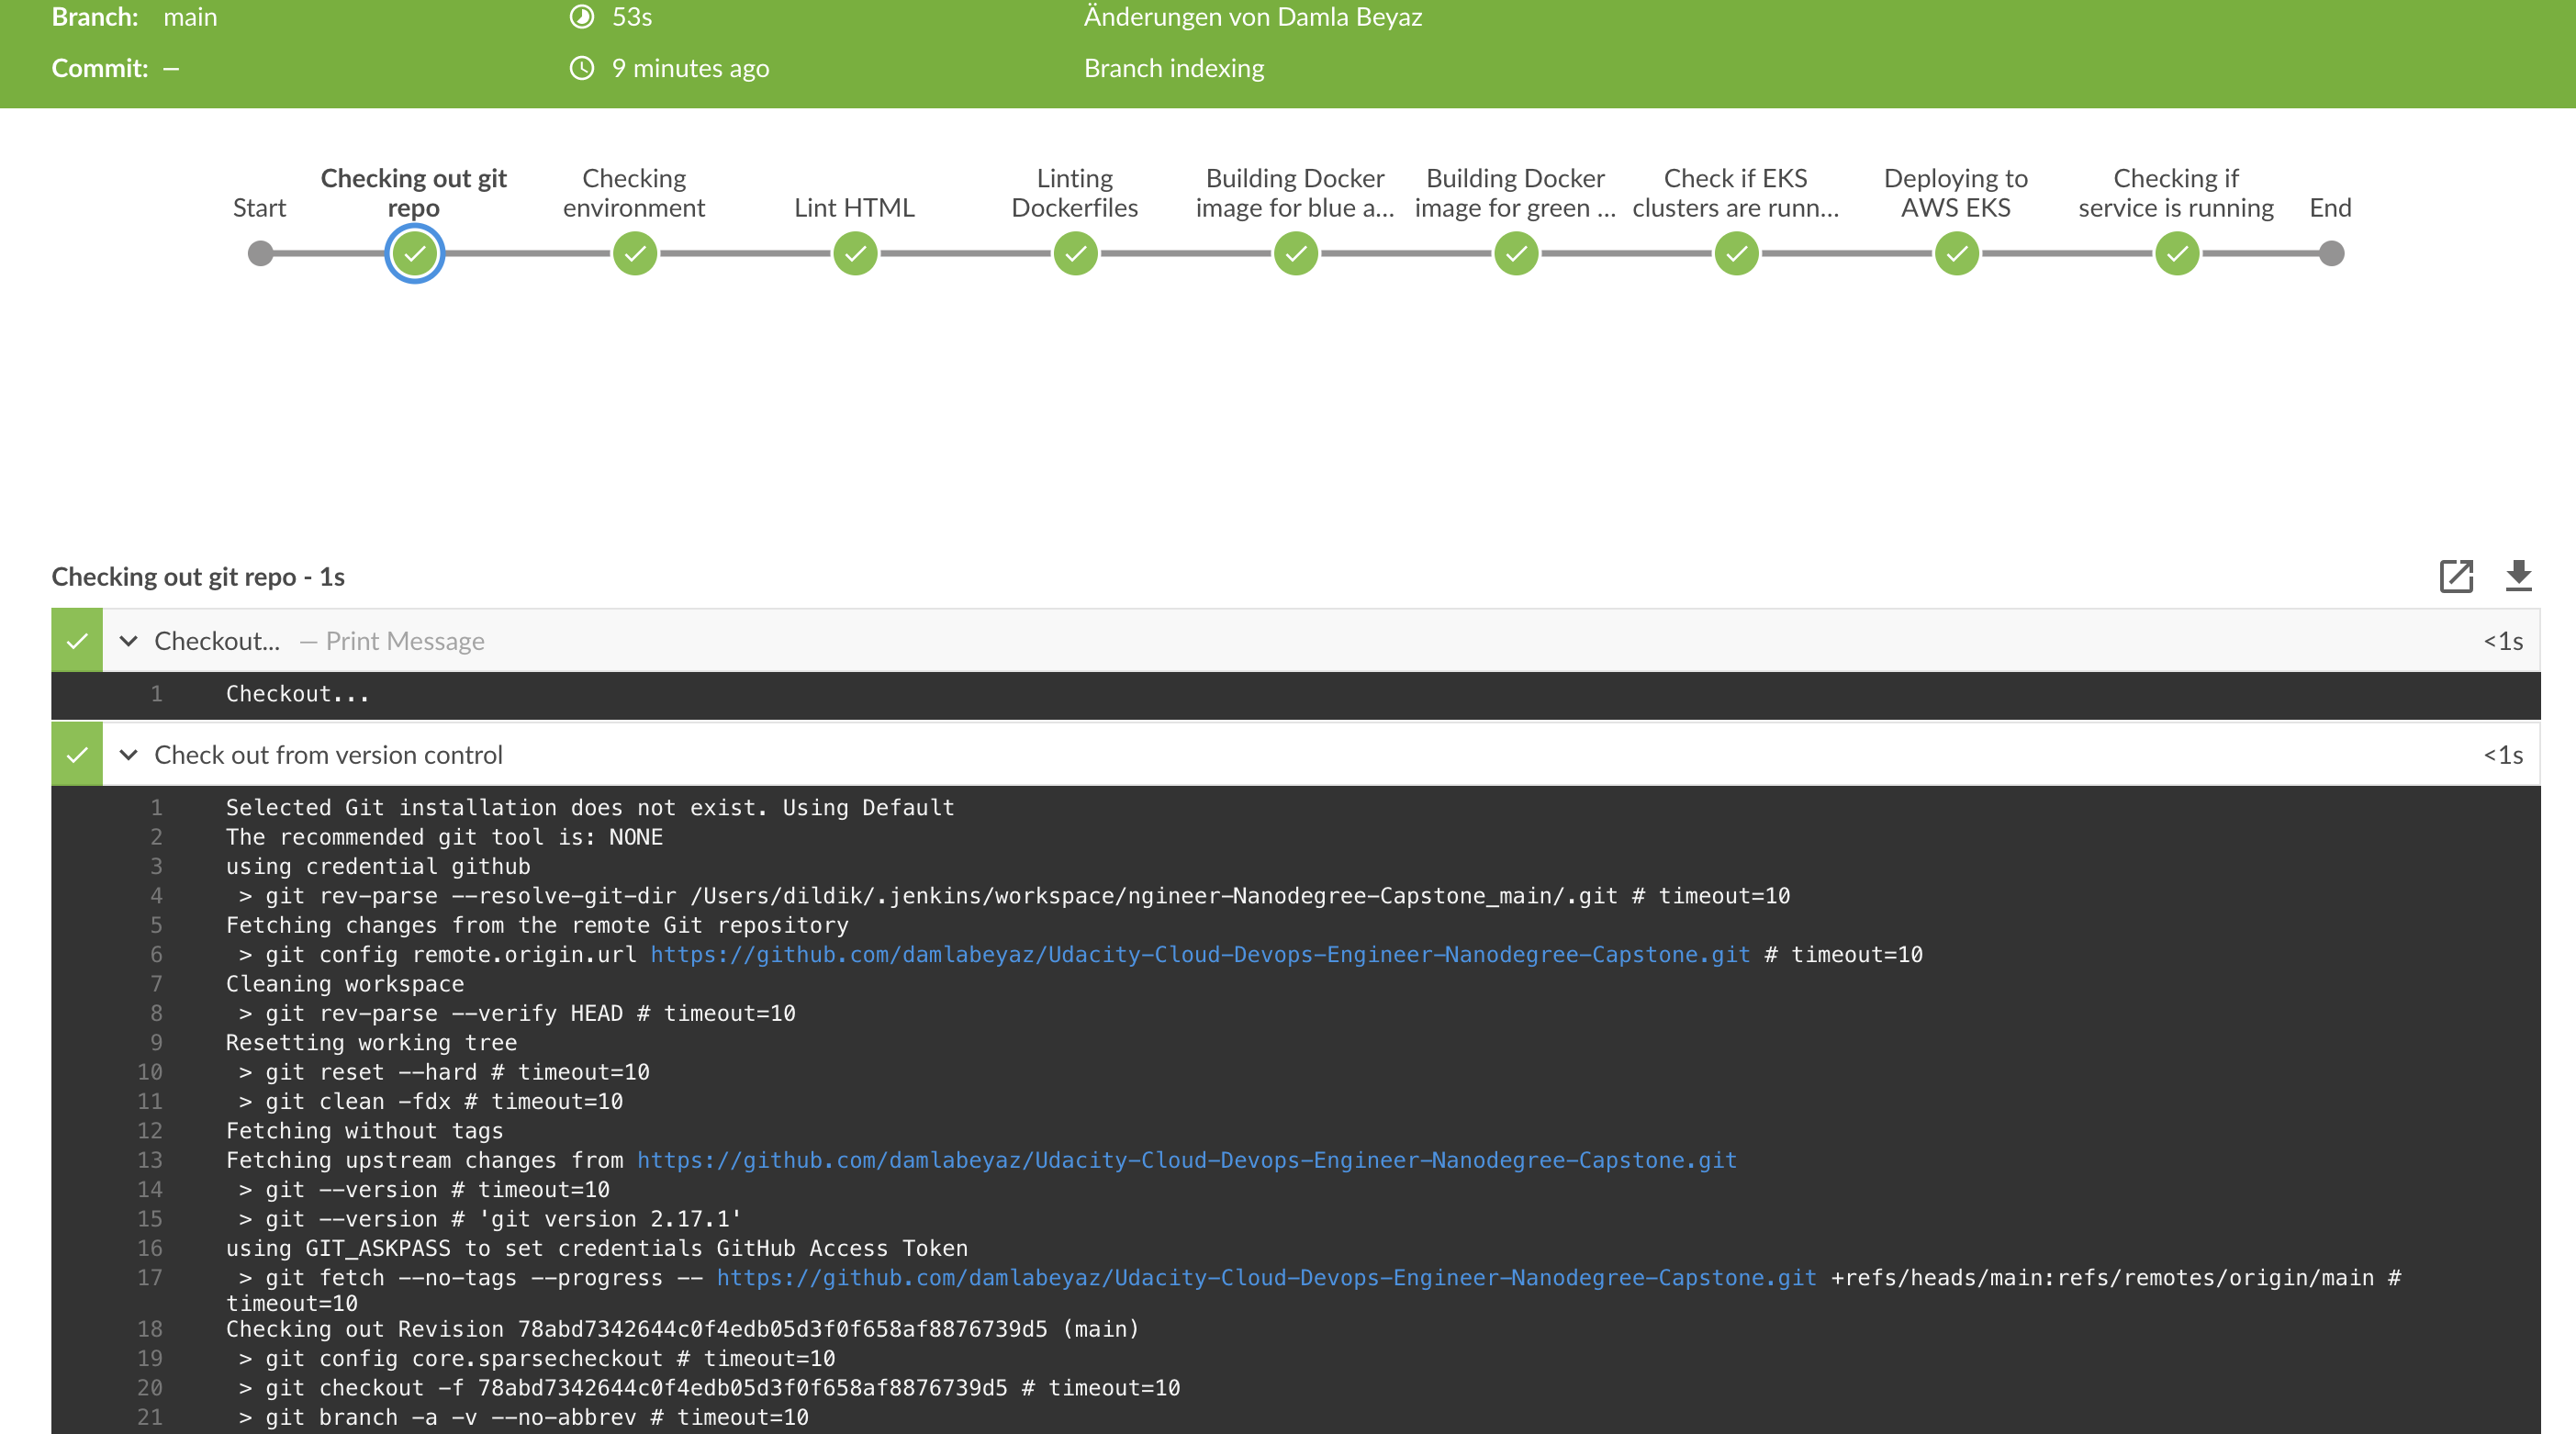 Branch: main
53s
Änderungen von Damla Beyaz
Commit: —
9 minutes ago
Branch indexing
Start
Checking out git
repo
Checking
environment
Lint HTML
Linting
Dockerfiles
Building Docker
image for blue a...
Building Docker
image for green ...
Check if EKS
clusters are runn...
Deploying to
AWS EKS
Checking if
service is running
End
Checking out git repo - 1s
Checkout... — Print Message <1s
1 Checkout...
Check out from version control <1s
1 Selected Git installation does not exist. Using Default
2 The recommended git tool is: NONE
3 using credential github
4 > git rev-parse --resolve-git-dir /Users/dildik/.jenkins/workspace/ngineer-Nanodegree-Capstone_main/.git # timeout=10
5 Fetching changes from the remote Git repository
6 > git config remote.origin.url https://github.com/damlabeyaz/Udacity-Cloud-Devops-Engineer-Nanodegree-Capstone.git # timeout=10
7 Cleaning workspace
8 > git rev-parse --verify HEAD # timeout=10
9 Resetting working tree
10 > git reset --hard # timeout=10
11 > git clean -fdx # timeout=10
12 Fetching without tags
13 Fetching upstream changes from https://github.com/damlabeyaz/Udacity-Cloud-Devops-Engineer-Nanodegree-Capstone.git
14 > git --version # timeout=10
15 > git --version # 'git version 2.17.1'
16 using GIT_ASKPASS to set credentials GitHub Access Token
17 > git fetch --no-tags --progress -- https://github.com/damlabeyaz/Udacity-Cloud-Devops-Engineer-Nanodegree-Capstone.git +refs/heads/main:refs/remotes/origin/main #
timeout=10
18 Checking out Revision 78abd7342644c0f4edb05d3f0f658af8876739d5 (main)
19 > git config core.sparsecheckout # timeout=10
20 > git checkout -f 78abd7342644c0f4edb05d3f0f658af8876739d5 # timeout=10
21 > git branch -a -v --no-abbrev # timeout=10